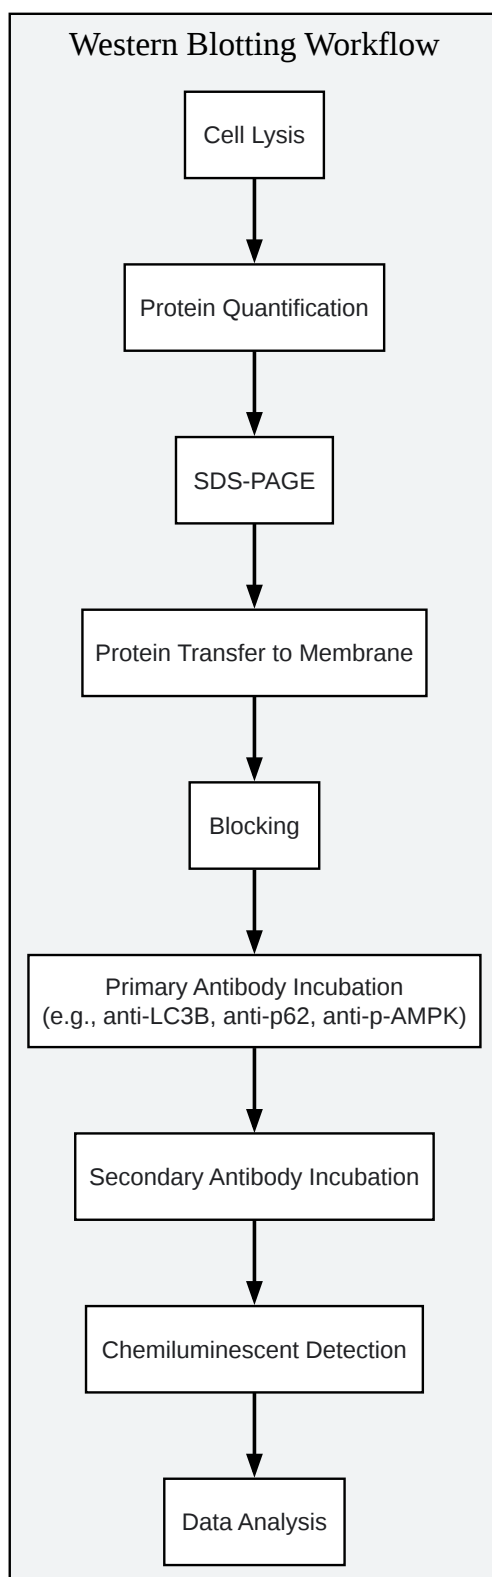 Western Blotting Workflow
Cell Lysis
Protein Quantification
SDS-PAGE
Protein Transfer to Membrane
Blocking
Primary Antibody Incubation
(e.g., anti-LC3B, anti-p62, anti-p-AMPK)
Secondary Antibody Incubation
Chemiluminescent Detection
Data Analysis